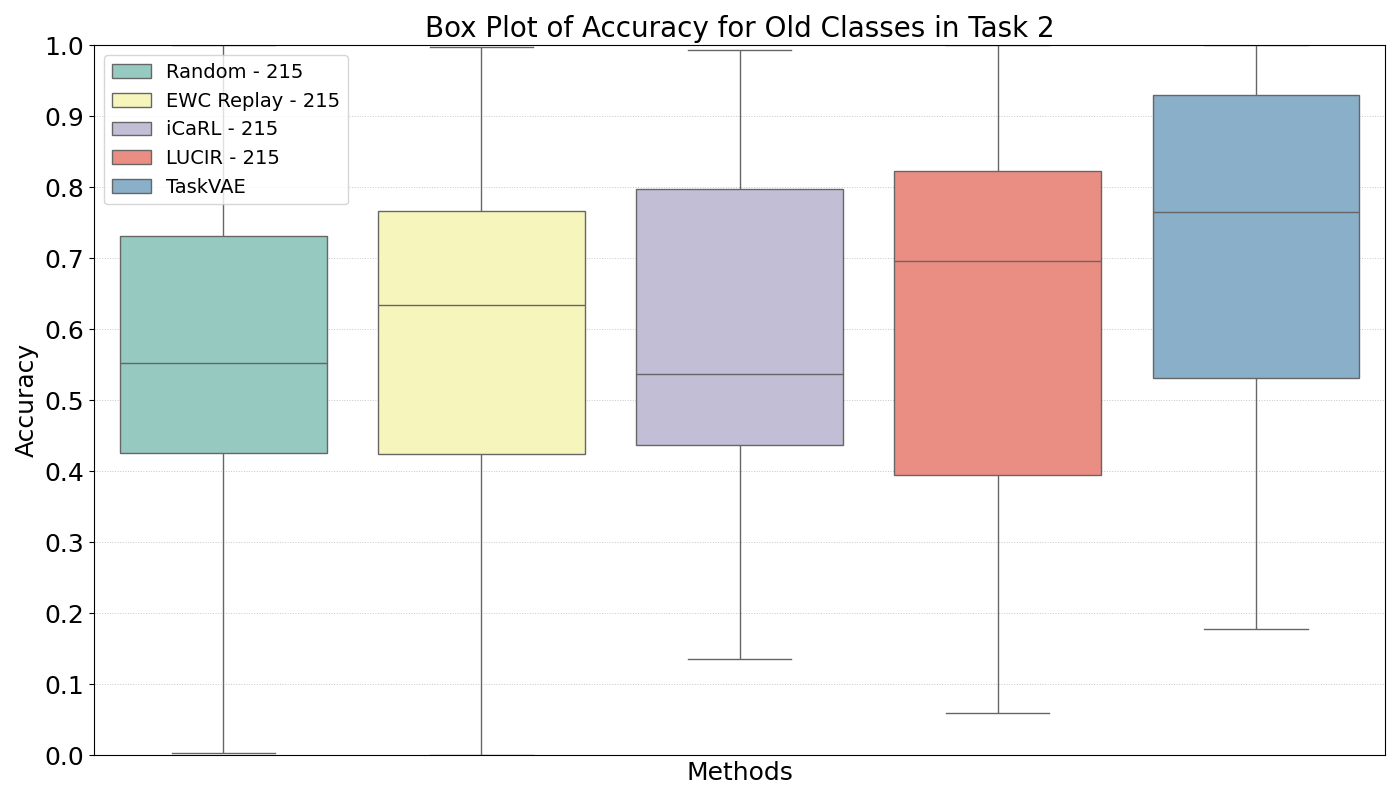 Box Plot of Accuracy for Old Classes in Task 2
1.0
0.9
0.8
0.7
0.6
0.5
0.4
0.3
0.2
0.1
0.0
Accuracy
Random - 215
EWC Replay - 215
iCaRL - 215
LUCIR - 215
TaskVAE
Methods